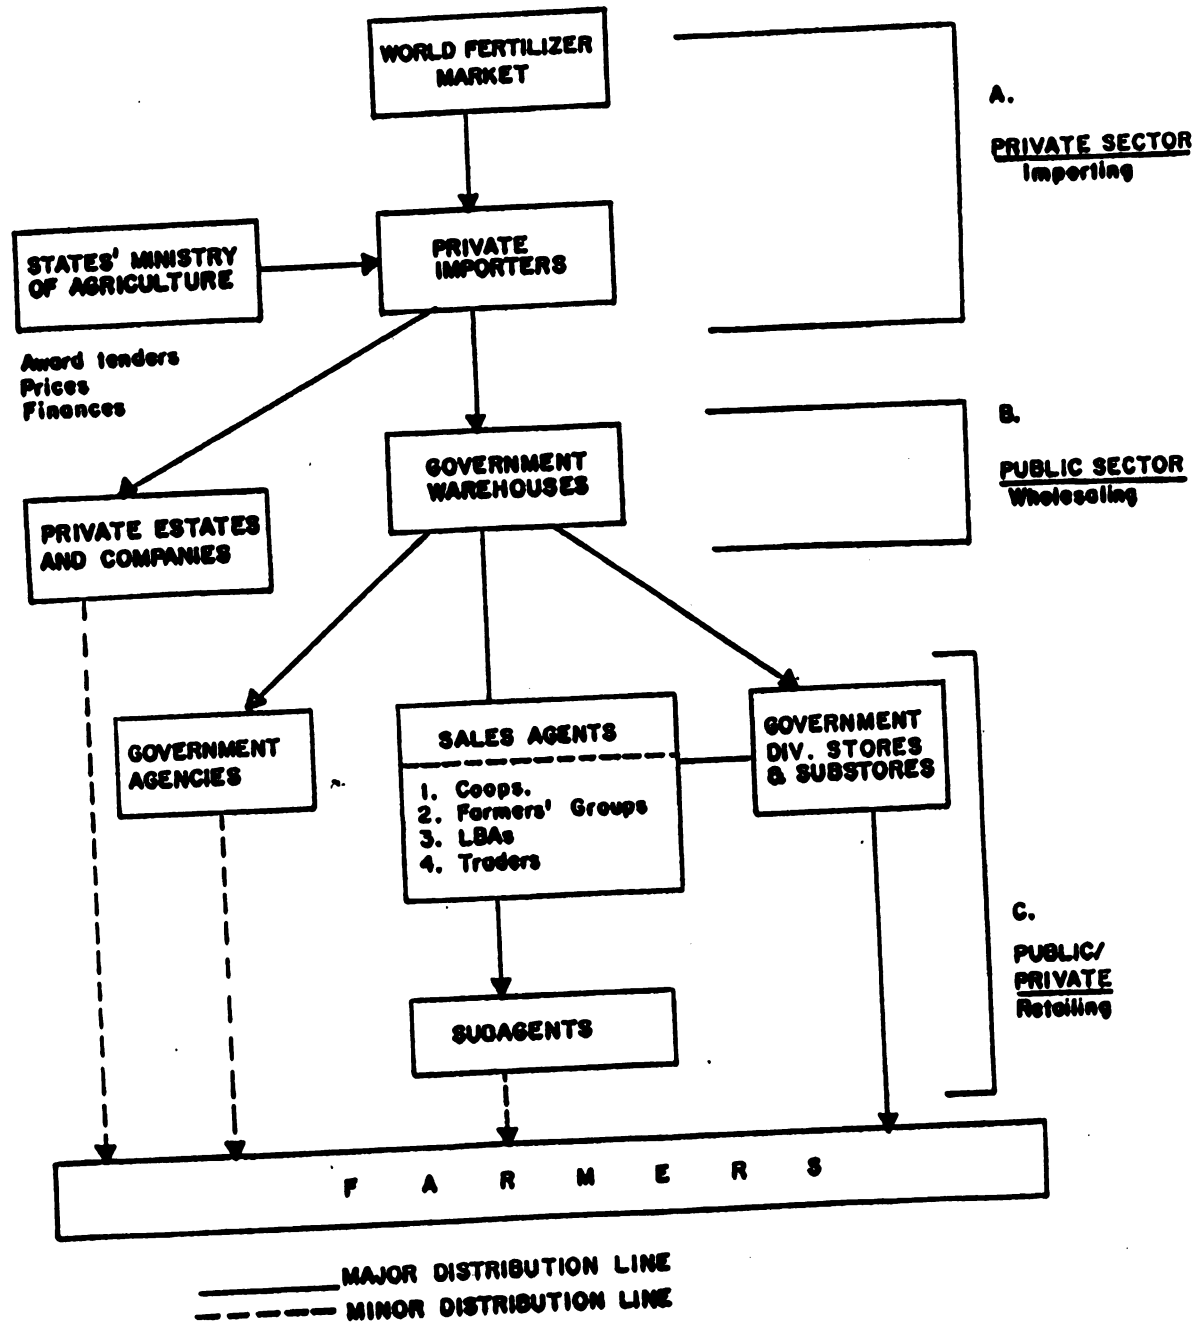 WORLD FERTILIZER
MARKET
A.
PRIVATE SECTOR
Importing
STATES' MINISTRY
OF AGRICULTURE
PRIVATE
IMPORTERS
Award tenders
Prices
Finances
B.
PUBLIC SECTOR
Wholesaling
GOVERNMENT
WAREHOUSES
PRIVATE ESTATES
AND COMPANIES
GOVERNMENT
AGENCIES
SALES AGENTS
1. Coops.
2. Farmers' Groups
3. LBAs
4. Traders
GOVERNMENT
DIV. STORES
& SUBSTORES
C.
PUBLIC/
PRIVATE
Retailing
SUBAGENTS
F A R M E R S
MAJOR DISTRIBUTION LINE
MINOR DISTRIBUTION LINE